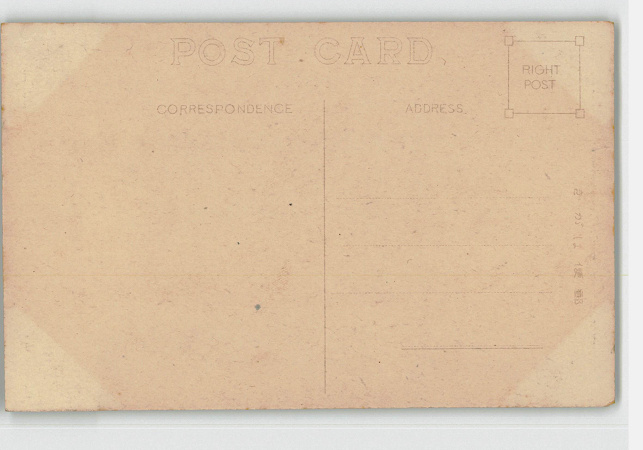 POST CARD
RIGHT
POST
CORRESPONDENCE
ADDRESS